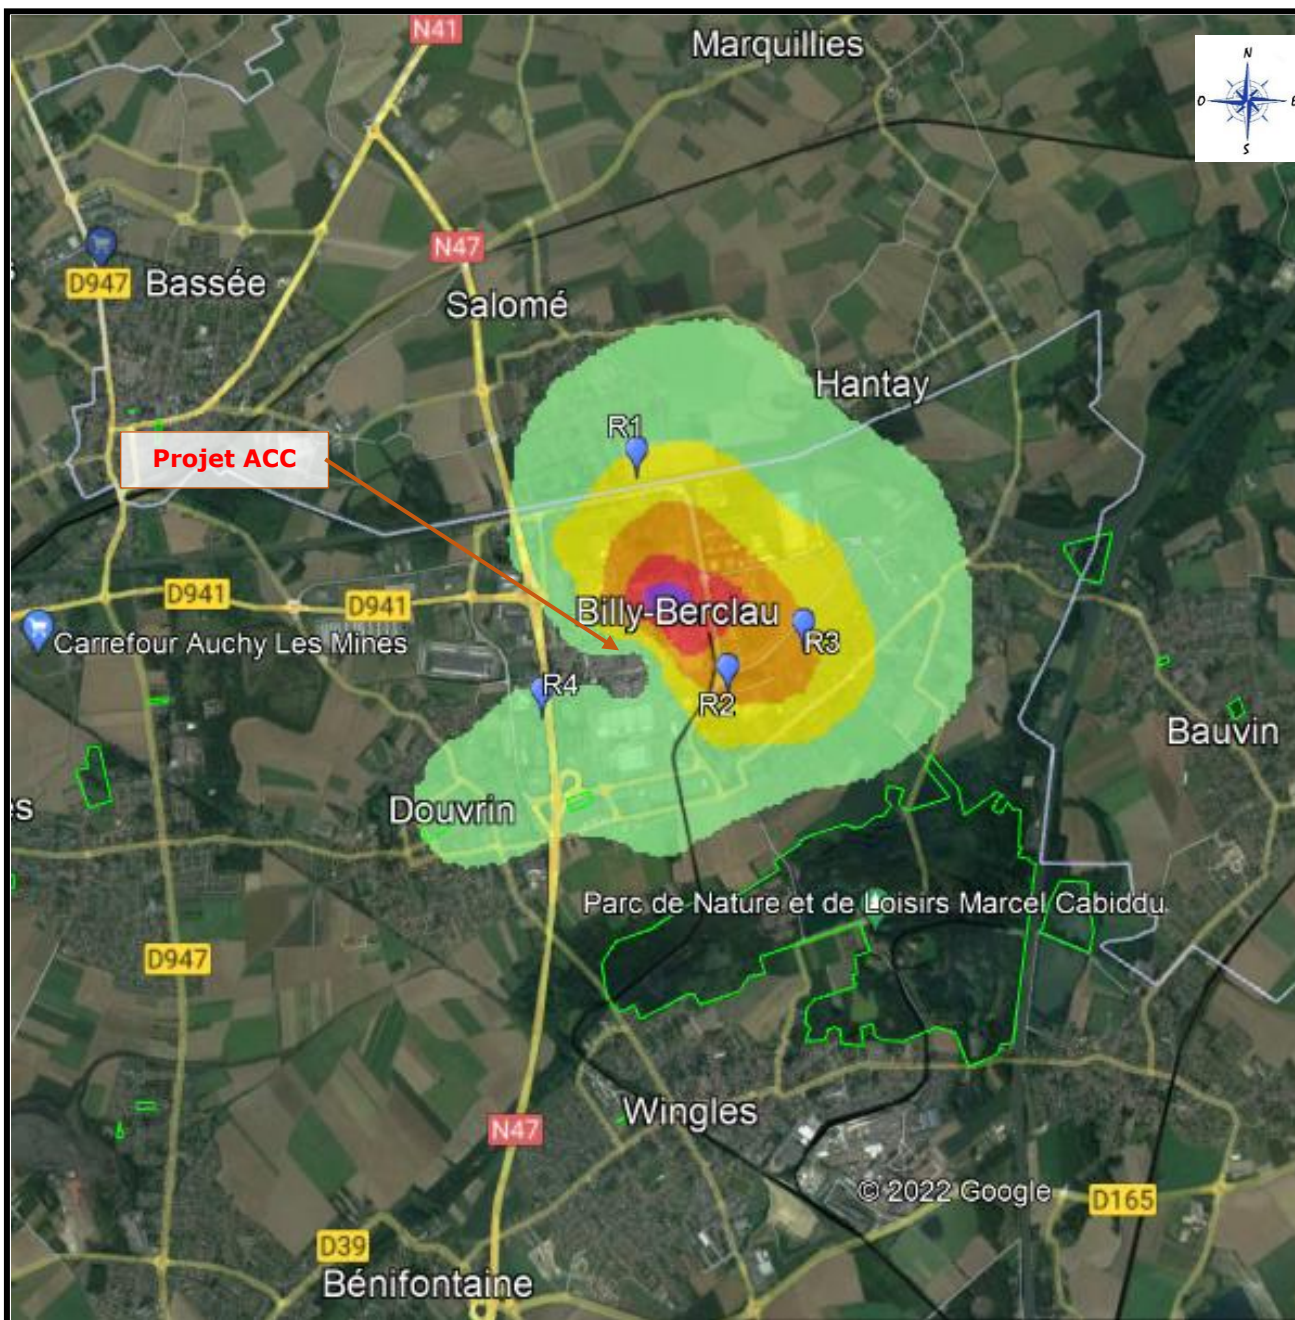 N41
Marquillies
N
O
E
S
N47
D947
Bassée
Salomé
Hantay
R1
Projet ACC
D941
D941
Billy-Berclau
Carrefour Auchy Les Mines
R3
R4
R2
Bauvin
es
Douvrin
Parc de Nature et de Loisirs Marcel Cabiddu
D947
Wingles
N47
© 2022 Google
D165
D39
Bénifontaine